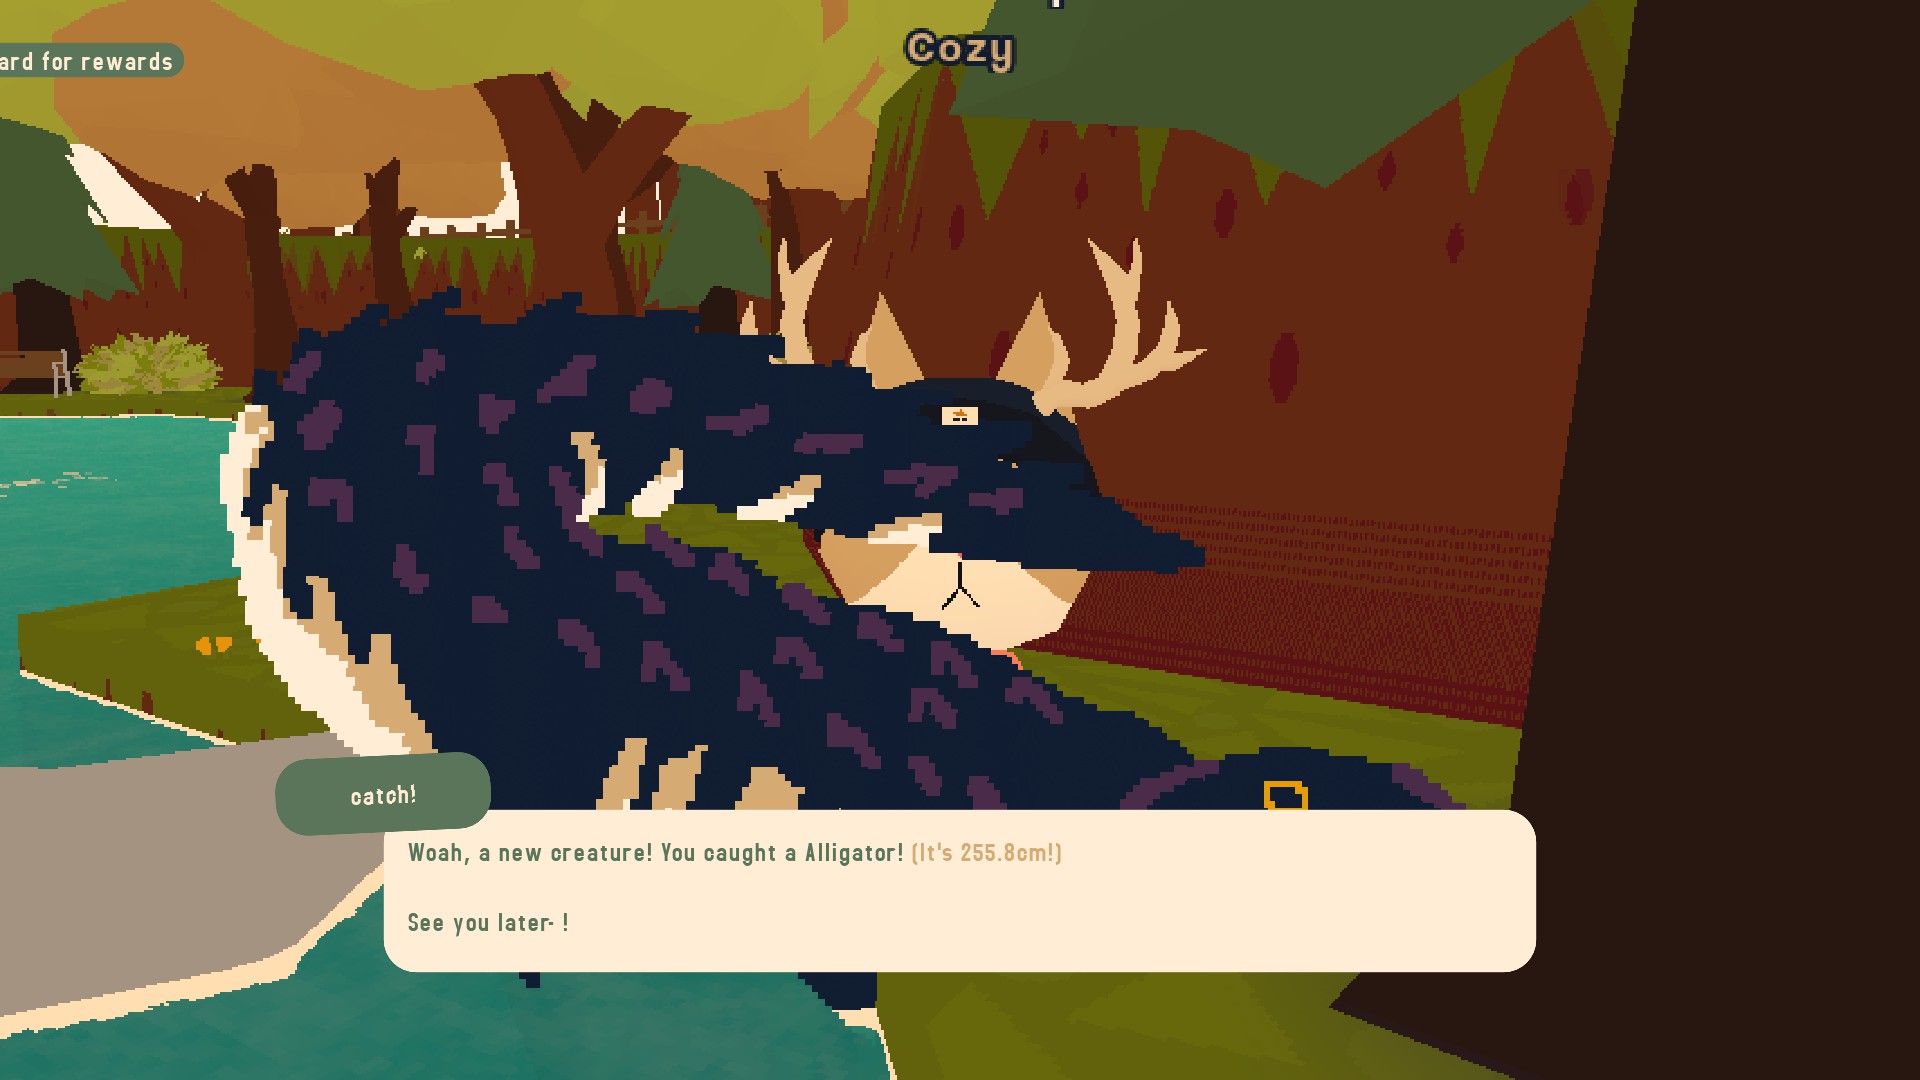 ard for rewards
Cozy
catch!
Woah, a new creature! You caught a Alligator! (It's 255.8cm!)
See you later- !